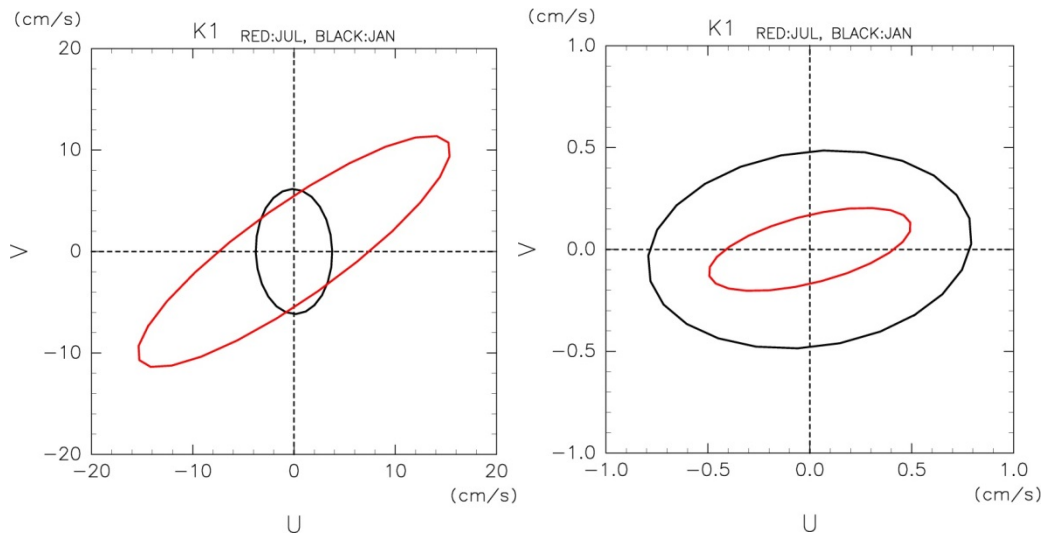 (cm/s)
K1 RED:JUL, BLACK:JAN
20
10
0
−10
−20
V
−20 −10 0 10 20
(cm/s)
U
(cm/s)
K1 RED:JUL, BLACK:JAN
1.0
0.5
0.0
−0.5
−1.0
V
−1.0 −0.5 0.0 0.5 1.0
(cm/s)
U